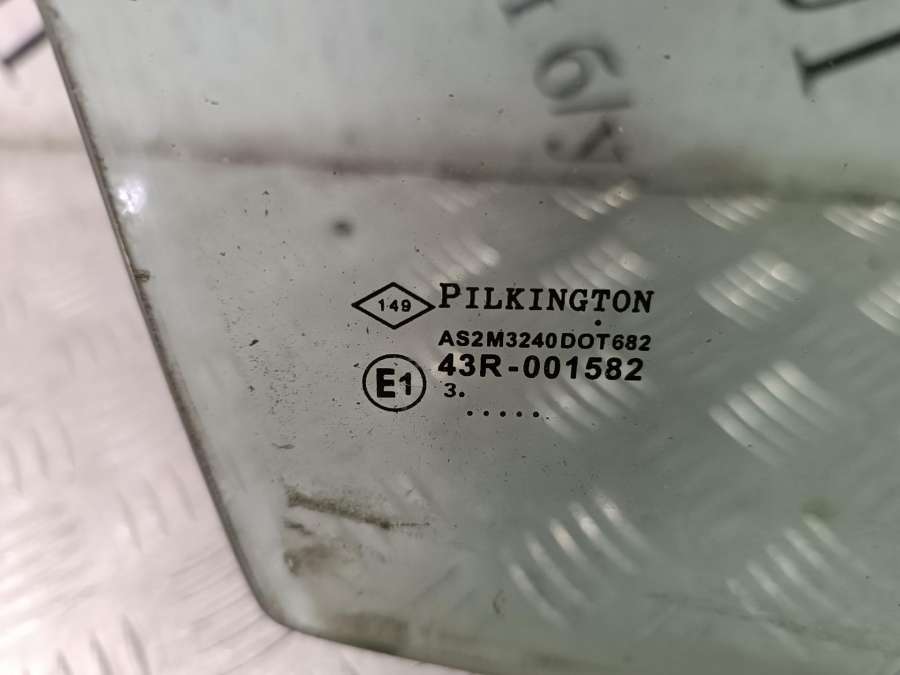 149 PILKINGTON
AS2M3240DOT682
E1 43R-001582
3.
.....